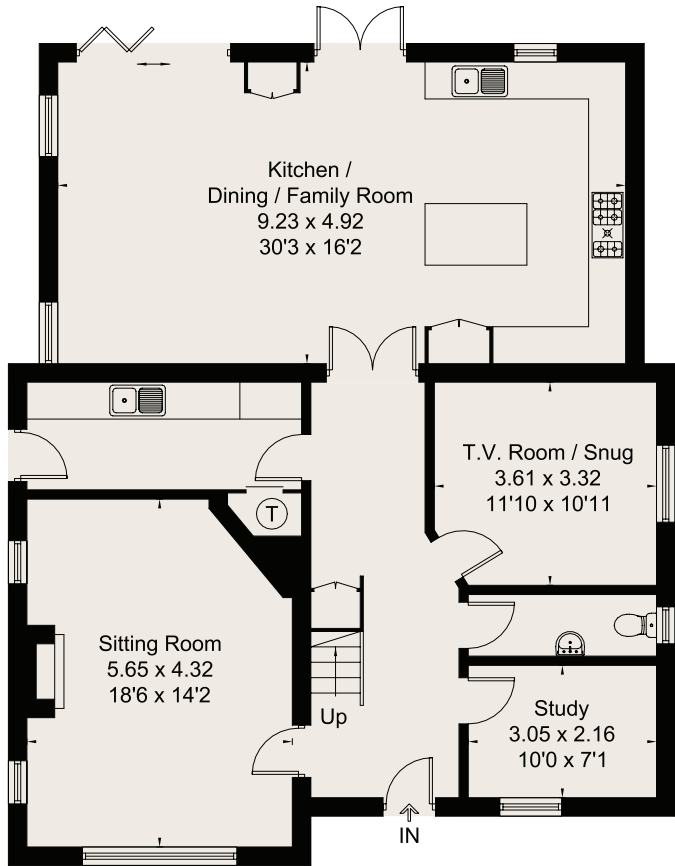 Kitchen /
Dining / Family Room
9.23 x 4.92
30'3 x 16'2
T.V. Room / Snug
3.61 x 3.32
11'10 x 10'11
T
Sitting Room
5.65 x 4.32
18'6 x 14'2
Up
Study
3.05 x 2.16
10'0 x 7'1
IN